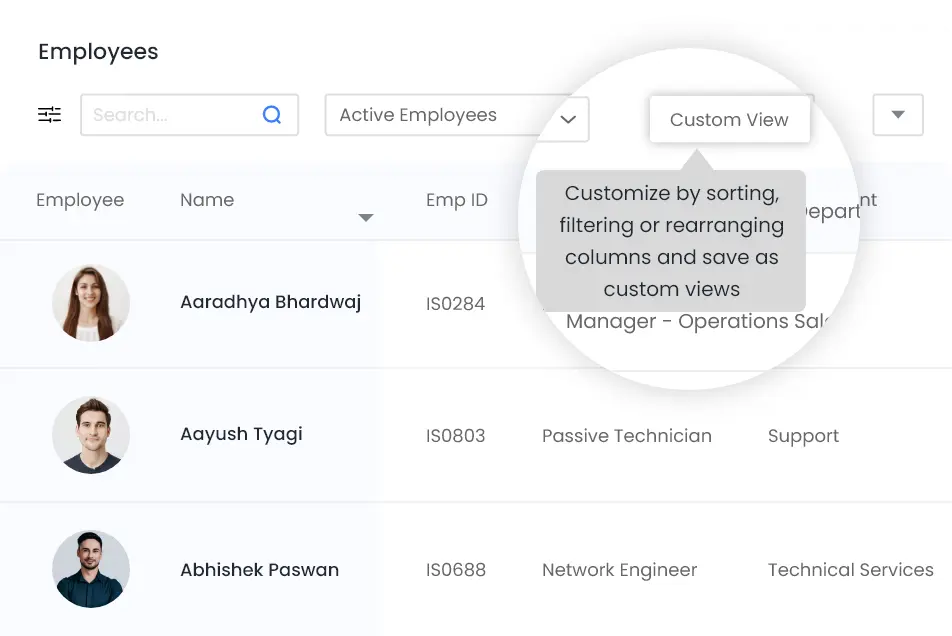 Employees
Search...
Active Employees
Custom View
Employee
Name
Emp ID
Customize by sorting,
filtering or rearranging
columns and save as
custom views
Aaradhya Bhardwaj
IS0284
Manager - Operations
Aayush Tyagi
IS0803
Passive Technician
Support
Abhishek Paswan
IS0688
Network Engineer
Technical Services